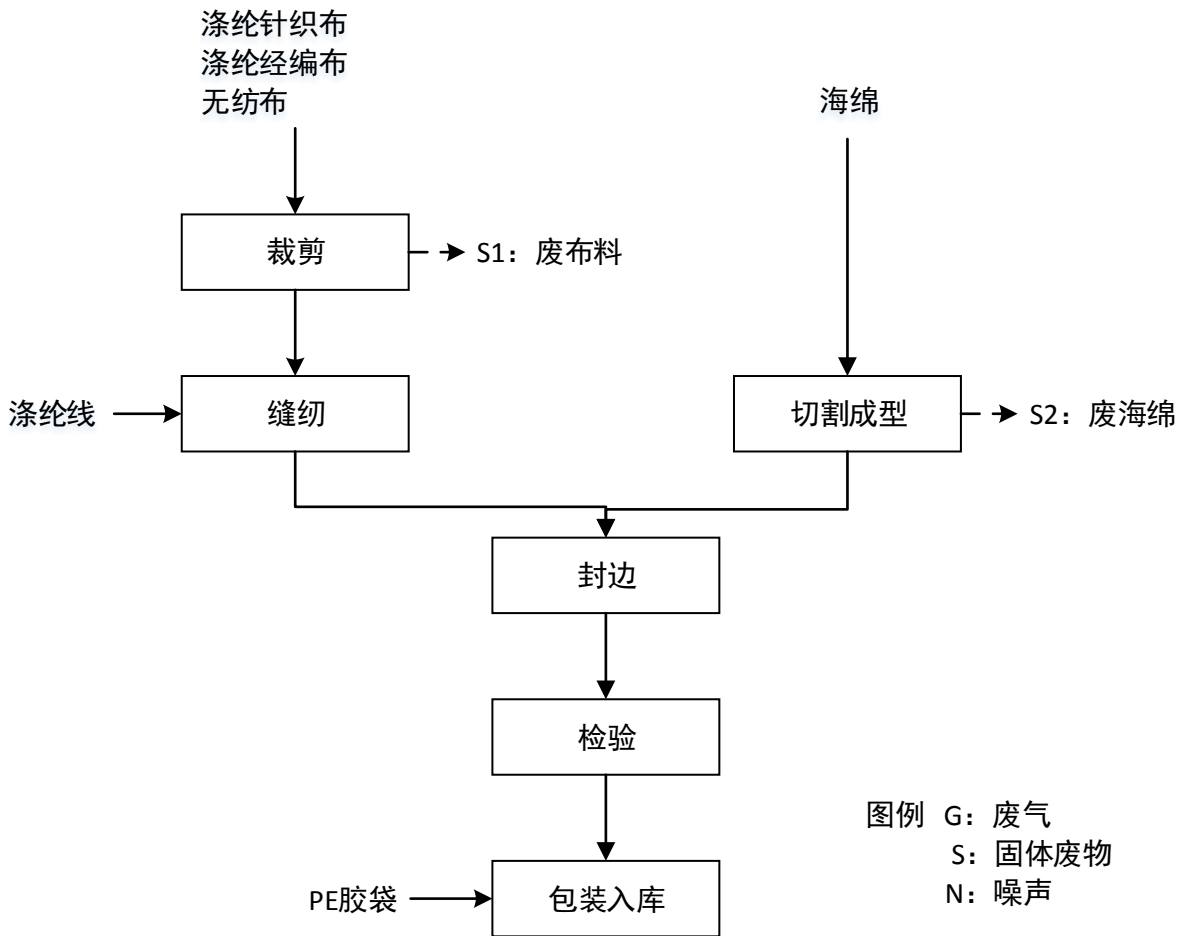 涤纶针织布
涤纶经编布
无纺布
海绵
裁剪
S1：废布料
涤纶线
缝纫
切割成型
S2：废海绵
封边
检验
图例 G：废气
S：固体废物
N：噪声
PE胶袋
包装入库